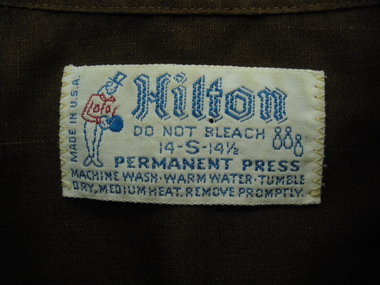 MADE IN U.S.A.
Hilton
DO NOT BLEACH
14-S-14½
PERMANENT PRESS
MACHINE WASH·WARM WATER·TUMBLE
DRY, MEDIUM HEAT. REMOVE PROMPTLY.